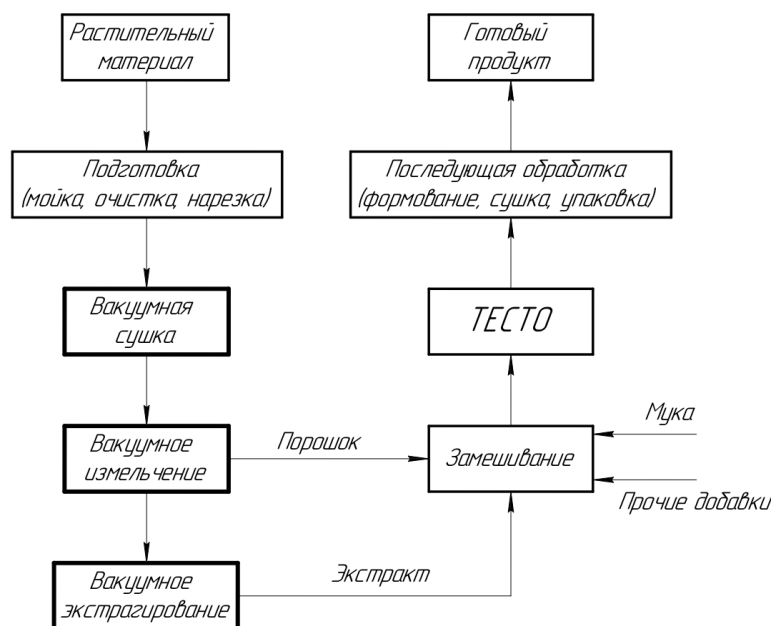 Растительный
материал
Готовый
продукт
Подготовка
(мойка, очистка, нарезка)
Последующая обработка
(формование, сушка, упаковка)
Вакуумная
сушка
ТЕСТО
Вакуумное
измельчение
Порошок
Замешивание
Мука
Прочие добавки
Вакуумное
экстрагирование
Экстракт